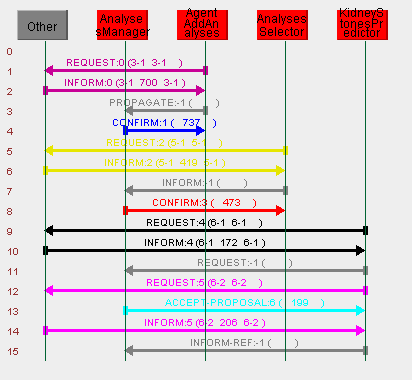 Other
Analyse
sManager
Agent
AddAn
alyses
Analyses
Selector
KidneyS
tonesPr
edictor
0
1 REQUEST:0 (3-1 3-1 )
2 INFORM:0 (3-1 700 3-1 )
3 PROPAGATE:-1 ( )
4 CONFIRM:1 ( 737 )
5 REQUEST:2 (5-1 5-1 )
6 INFORM:2 (5-1 419 5-1 )
7 INFORM:-1 ( )
8 CONFIRM:3 ( 473 )
9 REQUEST:4 (6-1 6-1 )
10 INFORM:4 (6-1 172 6-1 )
11 REQUEST:-1 ( )
12 REQUEST:5 (6-2 6-2 )
13 ACCEPT-PROPOSAL:6 ( 199 )
14 INFORM:5 (6-2 206 6-2 )
15 INFORM-REF:-1 ( )